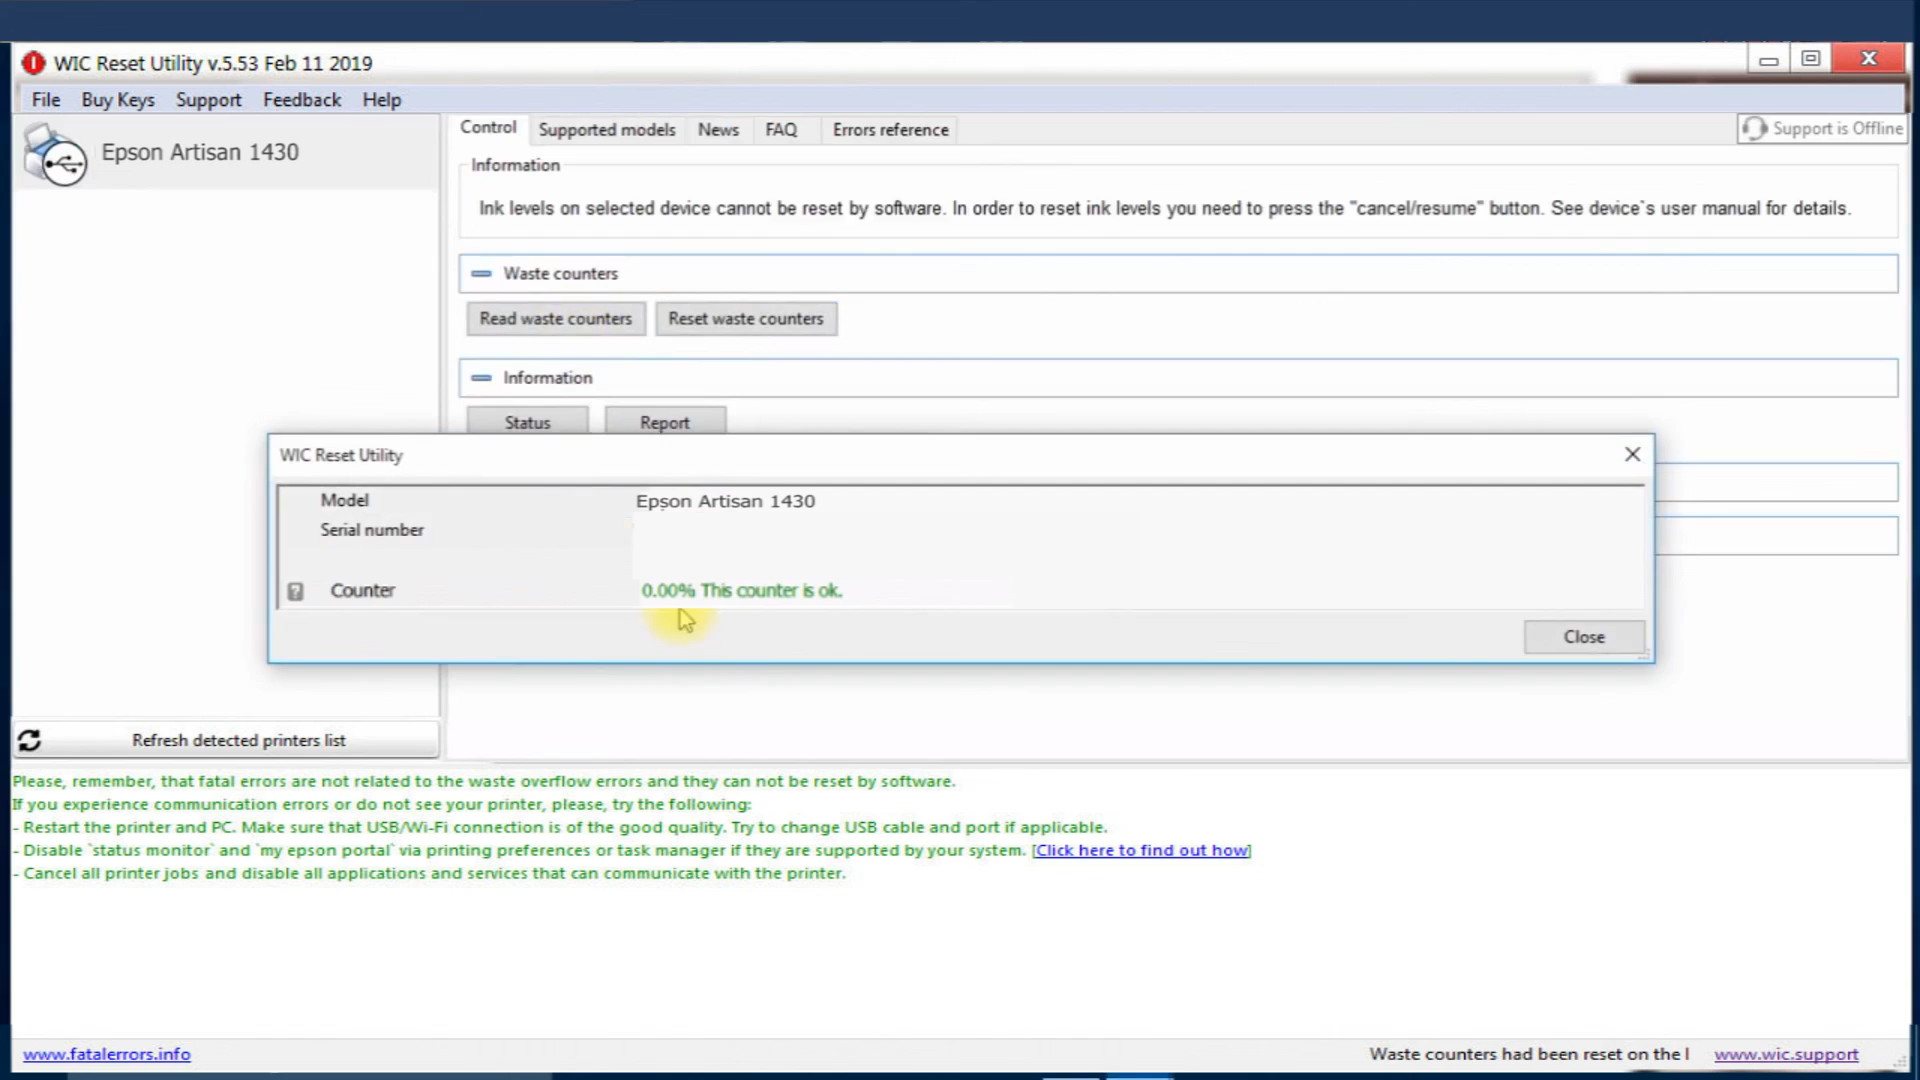 WIC Reset Utility v.5.53 Feb 11 2019
File Buy Keys Support Feedback Help
Epson Artisan 1430
Control Supported models News FAQ Errors reference
Support is Offline
Information
Ink levels on selected device cannot be reset by software. In order to reset ink levels you need to press the "cancel/resume" button. See device`s user manual for details.
Waste counters
Read waste counters Reset waste counters
Information
Status Report
WIC Reset Utility
Model Epson Artisan 1430
Serial number
Counter 0.00% This counter is ok.
Close
Refresh detected printers list
Please, remember, that fatal errors are not related to the waste overflow errors and they can not be reset by software.
If you experience communication errors or do not see your printer, please, try the following:
- Restart the printer and PC. Make sure that USB/Wi-Fi connection is of the good quality. Try to change USB cable and port if applicable.
- Disable `status monitor` and `my epson portal` via printing preferences or task manager if they are supported by your system. [Click here to find out how]
- Cancel all printer jobs and disable all applications and services that can communicate with the printer.
www.fatalerrors.info
Waste counters had been reset on the
www.wic.support